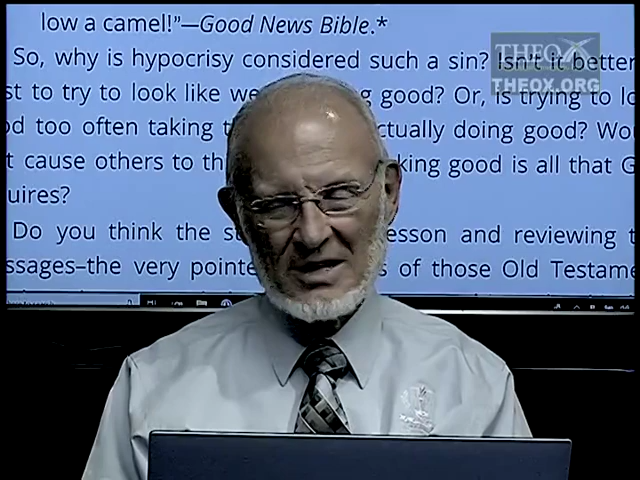 low a camel!”—Good News Bible.*
So, why is hypocrisy considered such a sin? Isn't it better
st to try to look like we g good? Or, is trying to lo
od too often taking t ctually doing good? Wo
t cause others to th king good is all that G
uires?
Do you think the s esson and reviewing t
ssages–the very pointe s of those Old Testame
THEOX
THEOX.ORG